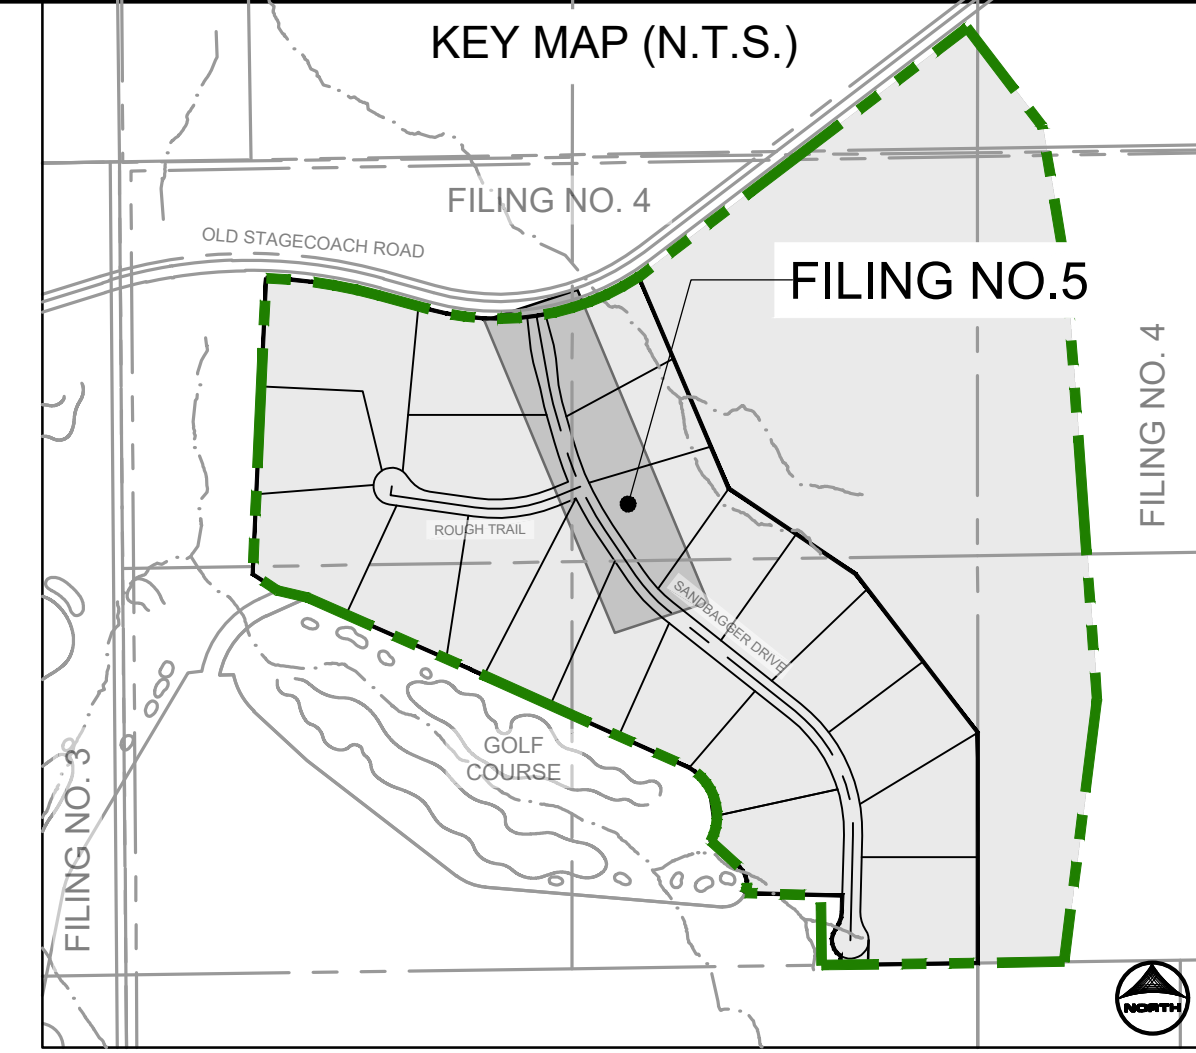 KEY MAP (N.T.S.)
FILING NO. 4
OLD STAGECOACH ROAD
FILING NO.5
FILING NO. 4
ROUGH TRAIL
SANDBAGGER DRIVE
GOLF
COURSE
FILING NO. 3
NORTH